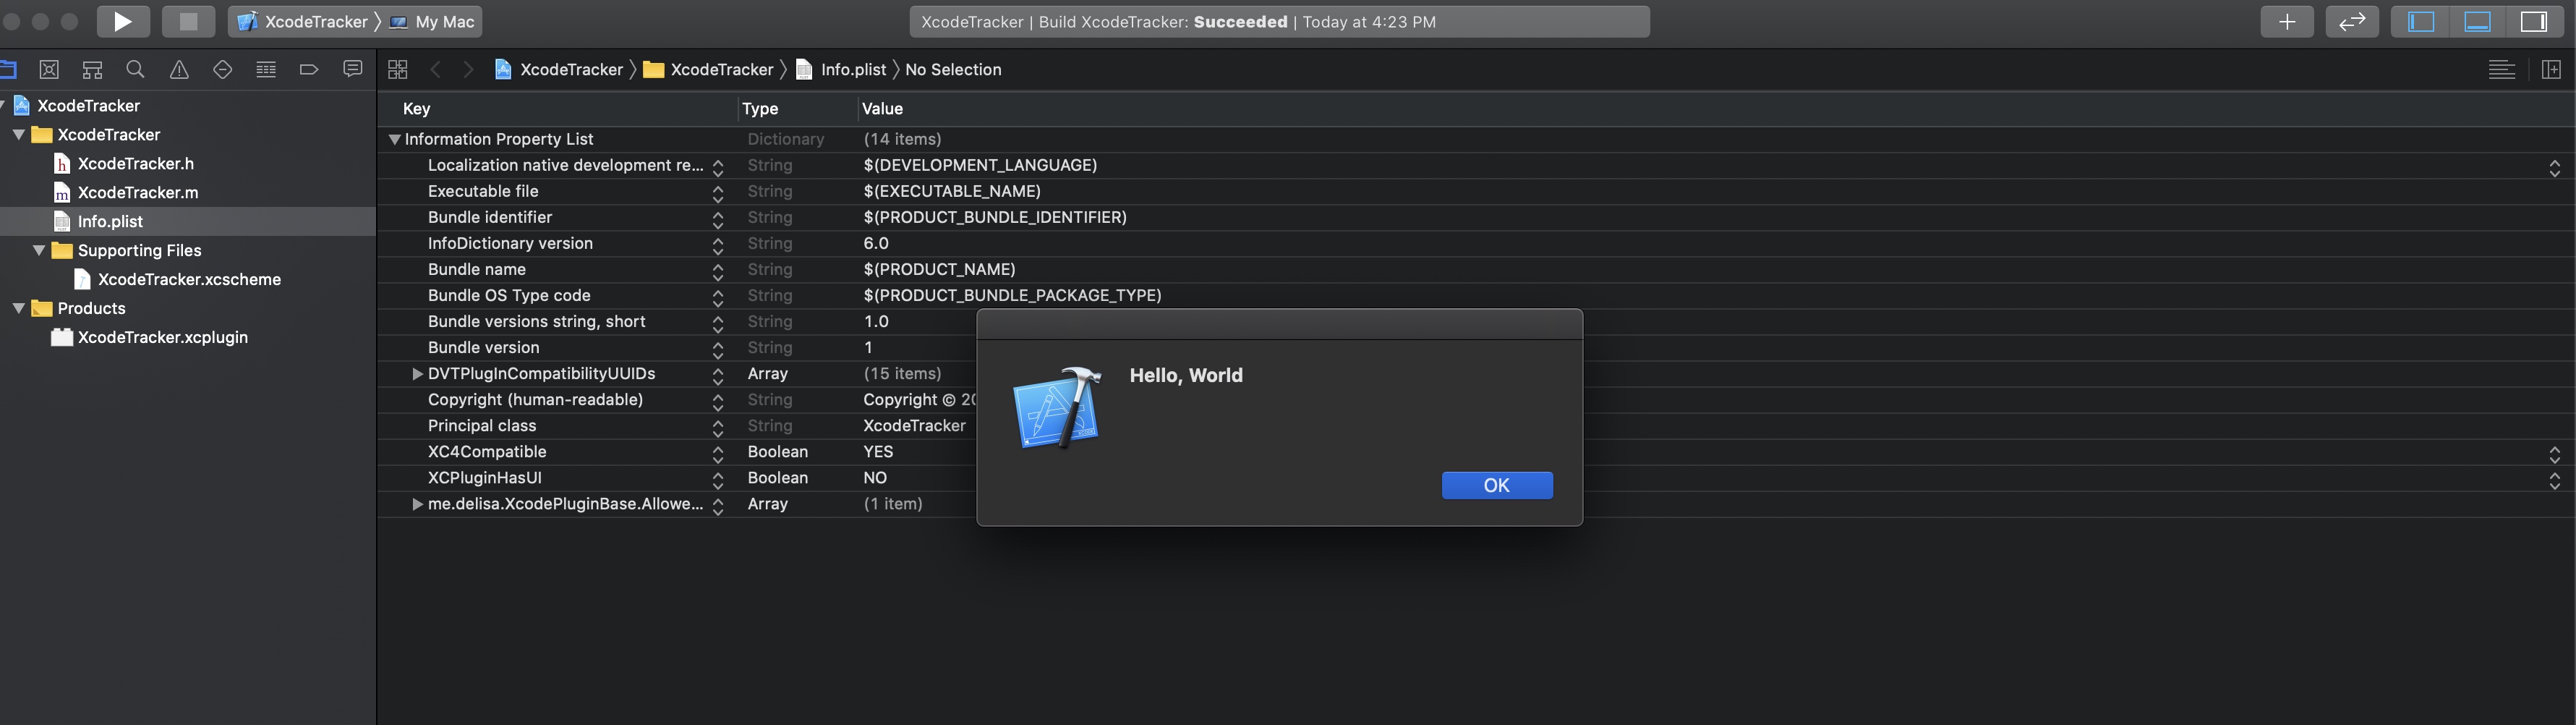 XcodeTracker My Mac XcodeTracker | Build XcodeTracker: Succeeded | Today at 4:23 PM
XcodeTracker XcodeTracker Info.plist No Selection
XcodeTracker
XcodeTracker
XcodeTracker.h
XcodeTracker.m
Info.plist
Supporting Files
XcodeTracker.xcscheme
Products
XcodeTracker.xcplugin
Key Type Value
Information Property List Dictionary (14 items)
Localization native development re... String $(DEVELOPMENT_LANGUAGE)
Executable file String $(EXECUTABLE_NAME)
Bundle identifier String $(PRODUCT_BUNDLE_IDENTIFIER)
InfoDictionary version String 6.0
Bundle name String $(PRODUCT_NAME)
Bundle OS Type code String $(PRODUCT_BUNDLE_PACKAGE_TYPE)
Bundle versions string, short String 1.0
Bundle version String 1
DVTPlugInCompatibilityUUIDs Array (15 items)
Copyright (human-readable) String Copyright © 20
Principal class String XcodeTracker
XC4Compatible Boolean YES
XCPluginHasUI Boolean NO
me.delisa.XcodePluginBase.Allowe... Array (1 item)
Hello, World
OK